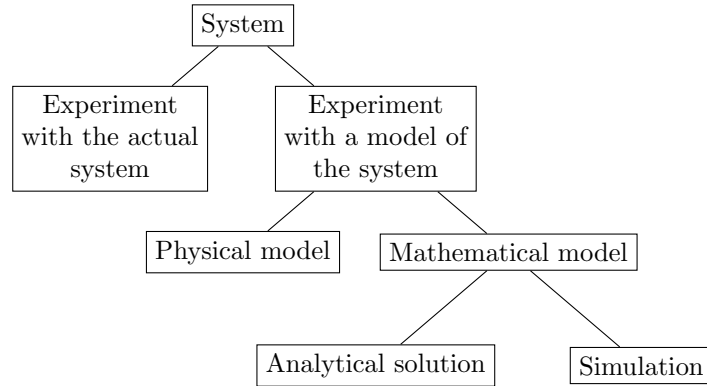 System
Experiment
with the actual
system
Experiment
with a model of
the system
Physical model
Mathematical model
Analytical solution
Simulation